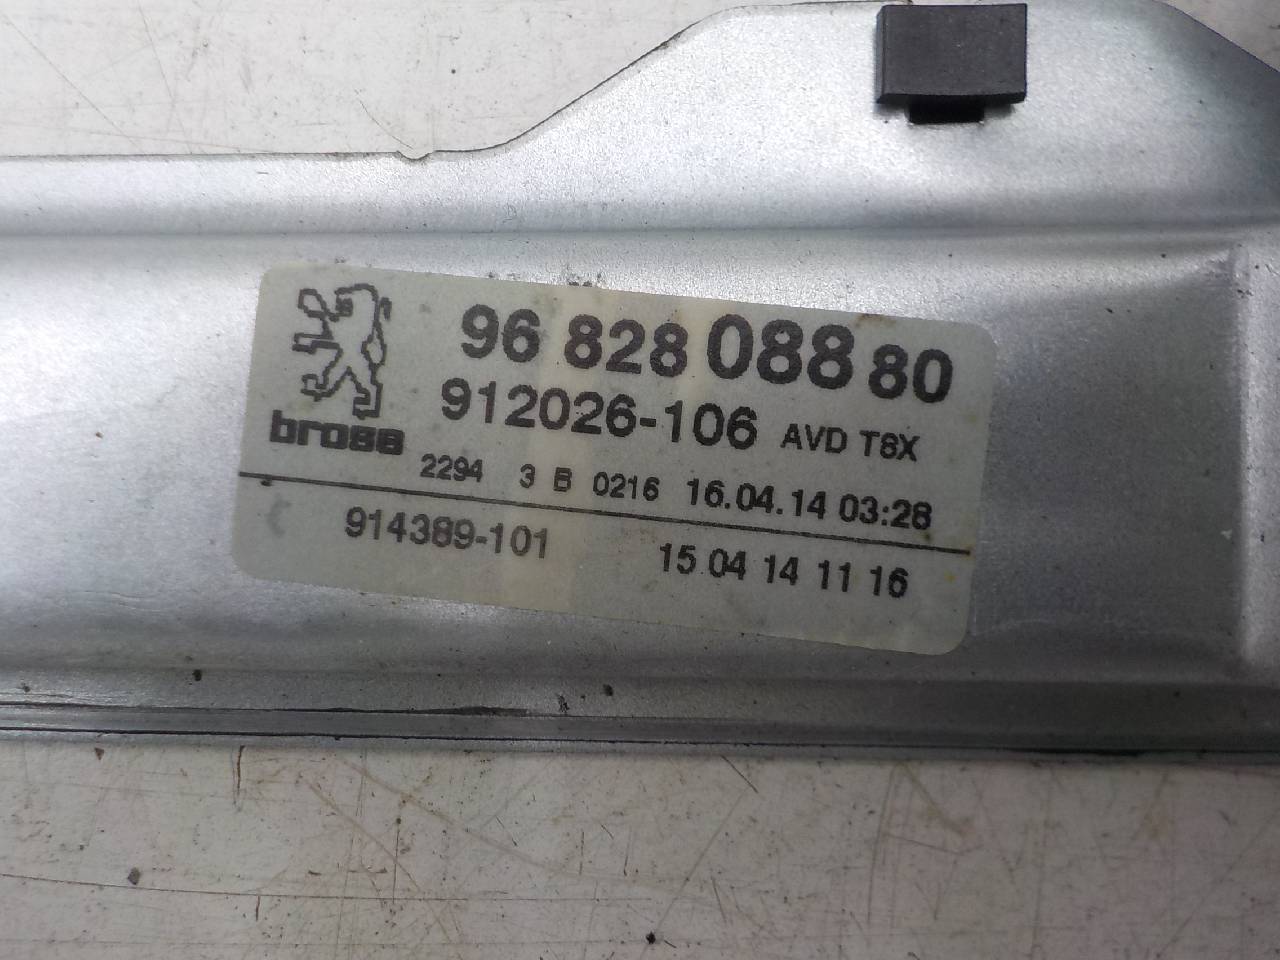 96 828 088 80
912026-106 AVD T8X
brose
2294 3 B 0216 16.04.14 03:28
914389-101 15 04 14 11 16